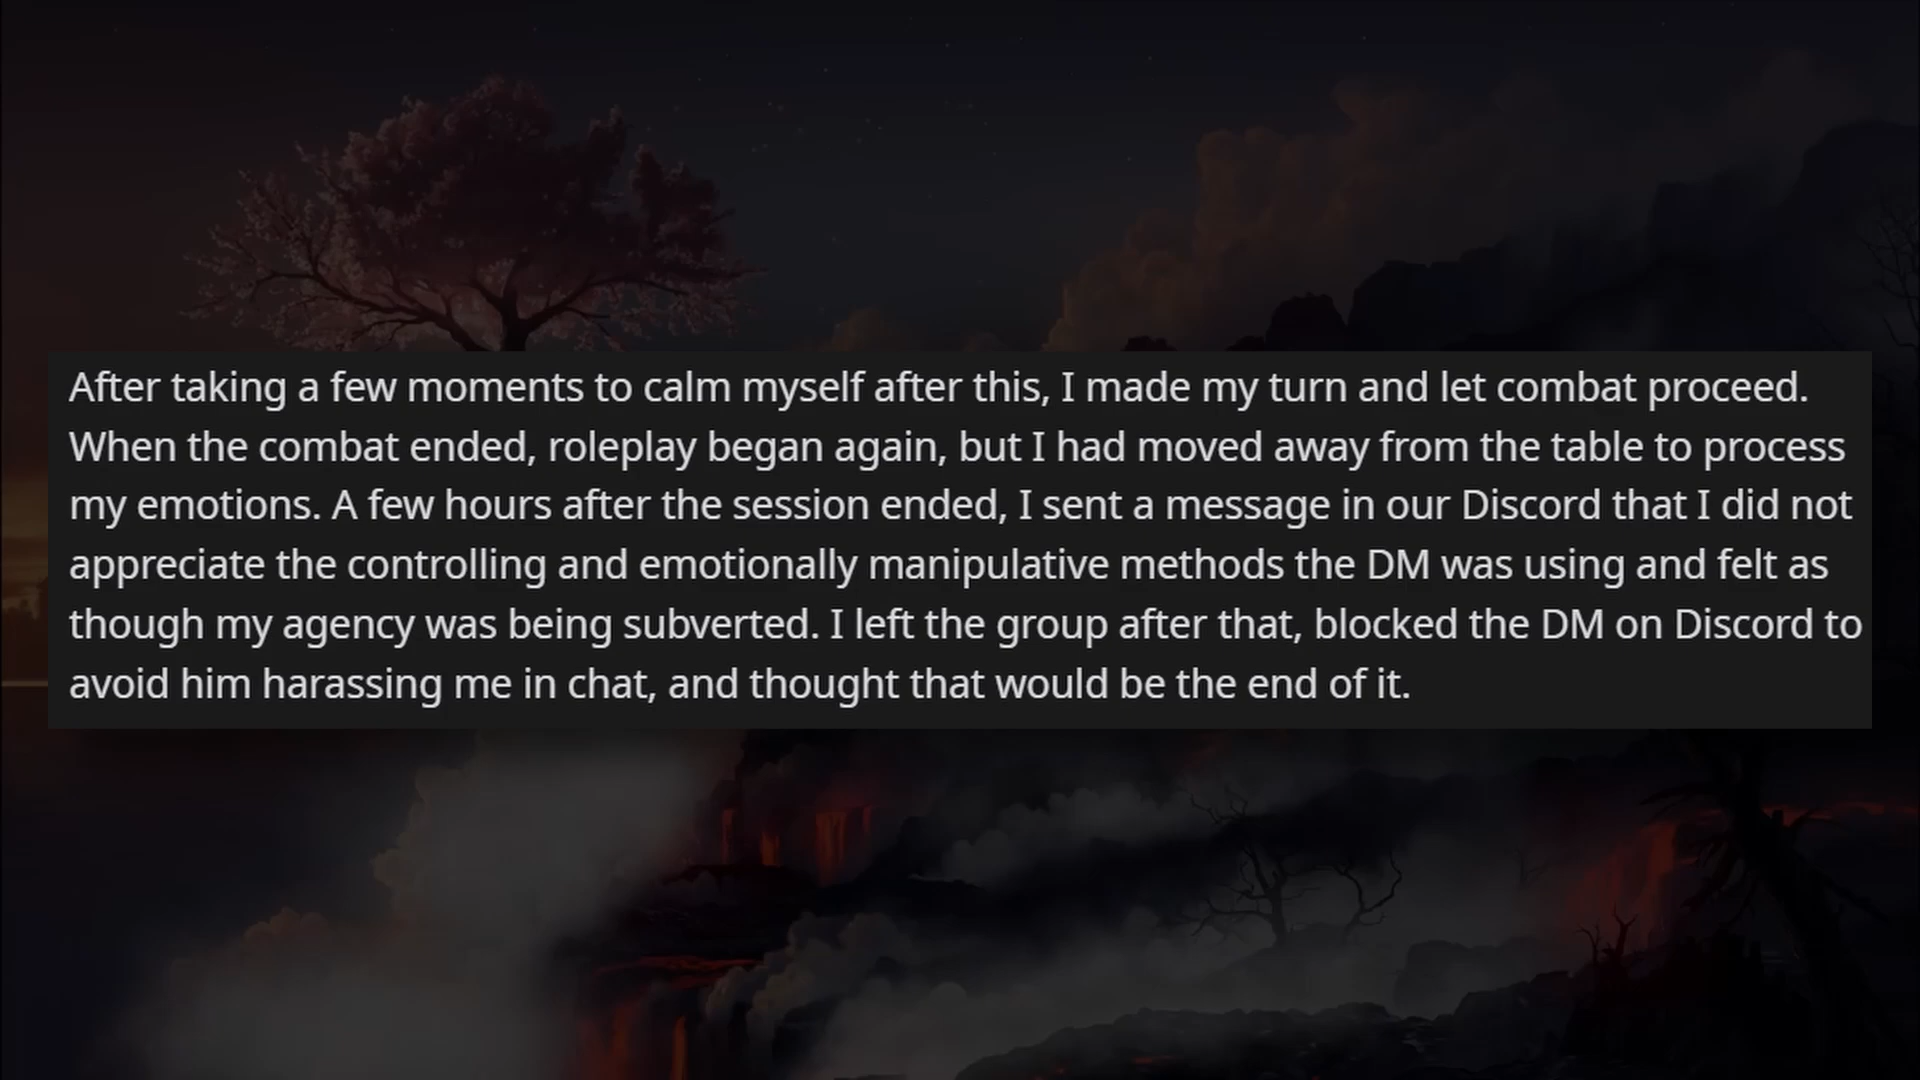 After taking a few moments to calm myself after this, I made my turn and let combat proceed.
When the combat ended, roleplay began again, but I had moved away from the table to process
my emotions. A few hours after the session ended, I sent a message in our Discord that I did not
appreciate the controlling and emotionally manipulative methods the DM was using and felt as
though my agency was being subverted. I left the group after that, blocked the DM on Discord to
avoid him harassing me in chat, and thought that would be the end of it.